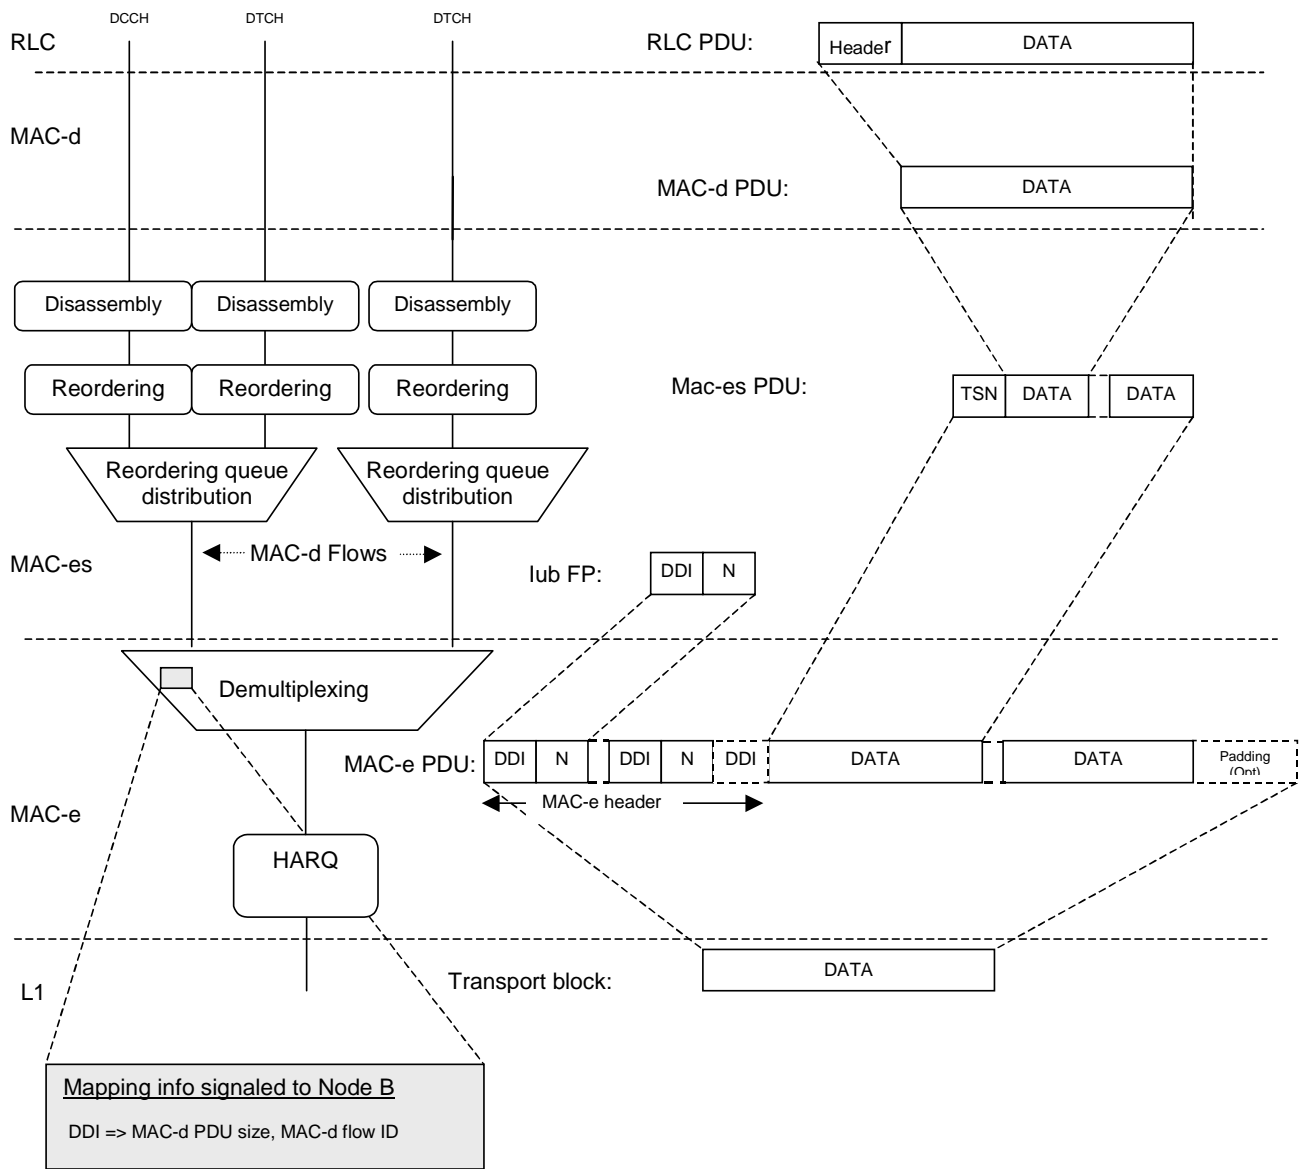 DCCH DTCH DTCH
RLC RLC PDU: Header DATA
MAC-d
MAC-d PDU: DATA
Disassembly Disassembly Disassembly
Reordering Reordering Reordering Mac-es PDU: TSN DATA DATA
Reordering queue distribution
Reordering queue distribution
MAC-d Flows
MAC-es Iub FP: DDI N
Demultiplexing
MAC-e PDU: DDI N DDI N DDI DATA DATA Padding
(Opt)
MAC-e header
MAC-e
HARQ
L1 Transport block: DATA
Mapping info signaled to Node B
DDI => MAC-d PDU size, MAC-d flow ID